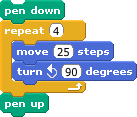 pen down
repeat 4
move 25 steps
turn 90 degrees
pen up